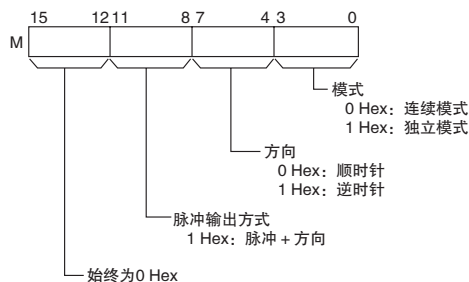 15 12 11 8 7 4 3 0
M
模式
0 Hex：连续模式
1 Hex：独立模式
方向
0 Hex：顺时针
1 Hex：逆时针
脉冲输出方式
1 Hex：脉冲 + 方向
始终为0 Hex